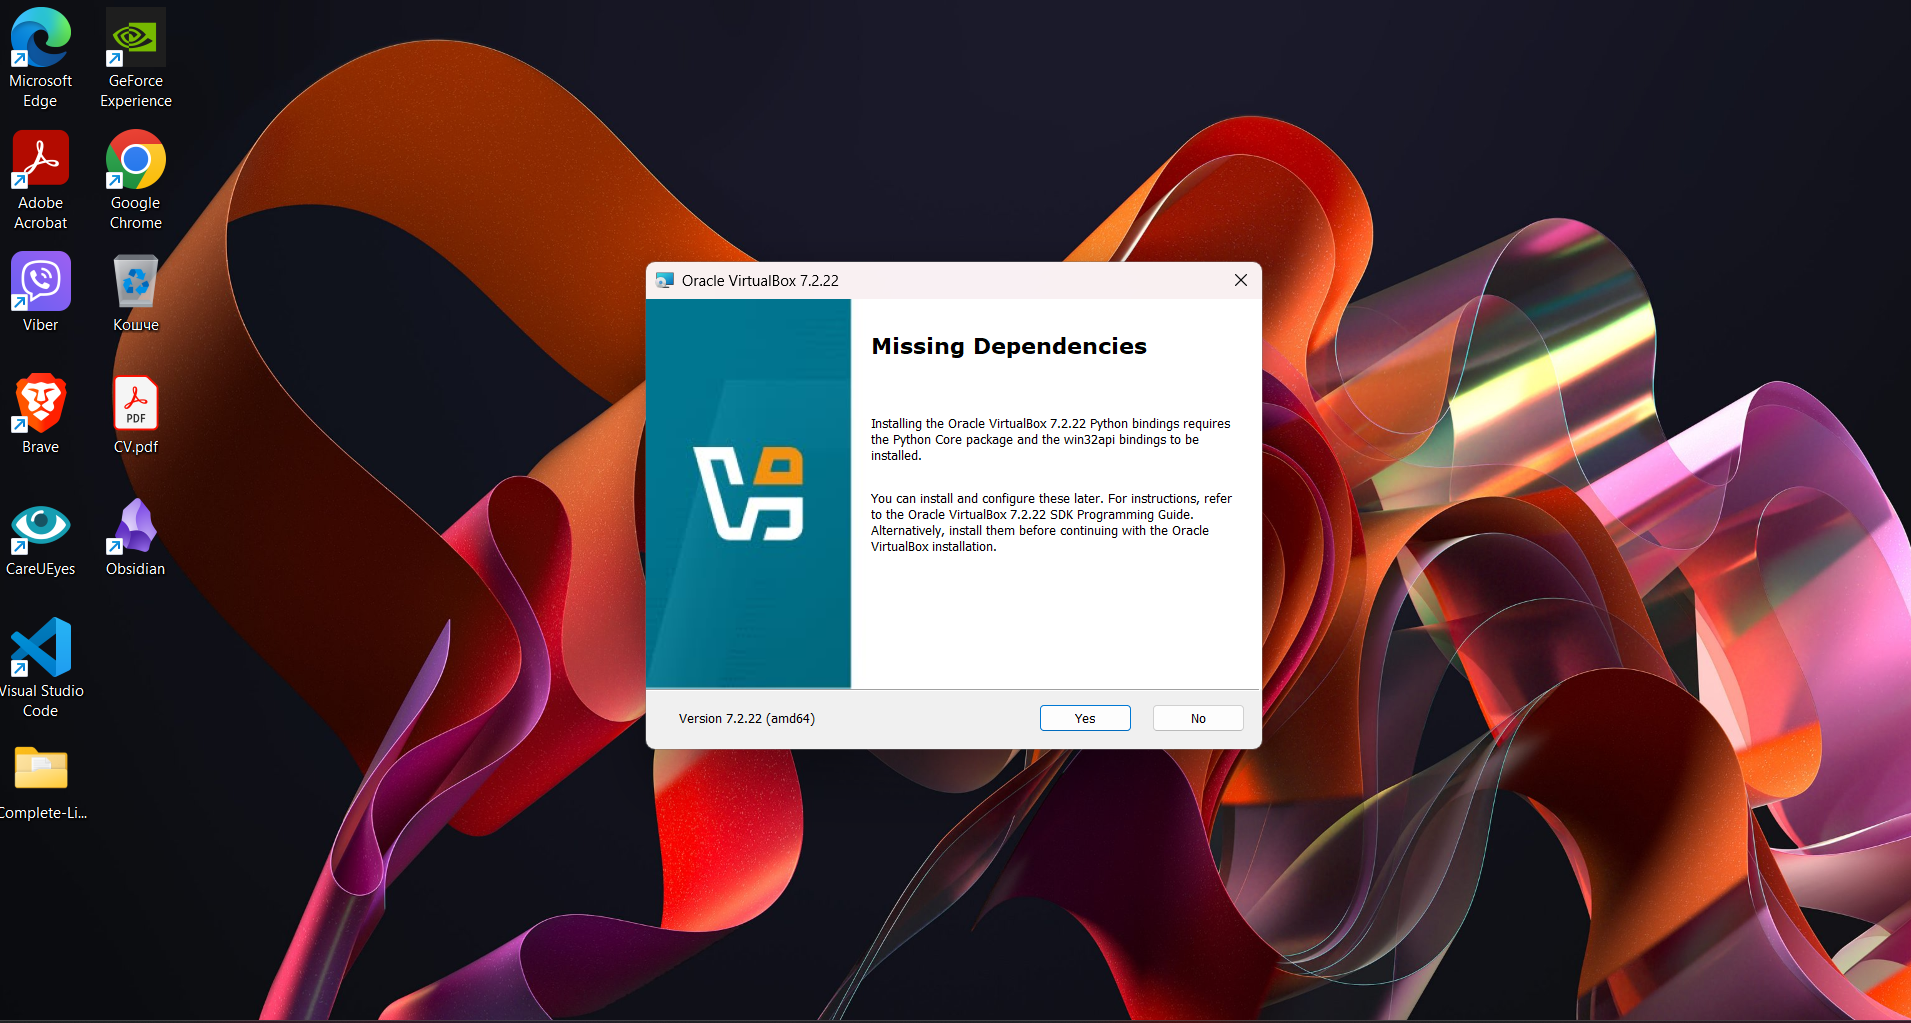 Microsoft
Edge
GeForce
Experience
Adobe
Acrobat
Google
Chrome
Viber
Кошче
Brave
PDF
CV.pdf
CareUEyes
Obsidian
Visual Studio
Code
Complete-Li...
Oracle VirtualBox 7.2.22
Missing Dependencies
Installing the Oracle VirtualBox 7.2.22 Python bindings requires
the Python Core package and the win32api bindings to be
installed.
You can install and configure these later. For instructions, refer
to the Oracle VirtualBox 7.2.22 SDK Programming Guide.
Alternatively, install them before continuing with the Oracle
VirtualBox installation.
Version 7.2.22 (amd64)
Yes
No